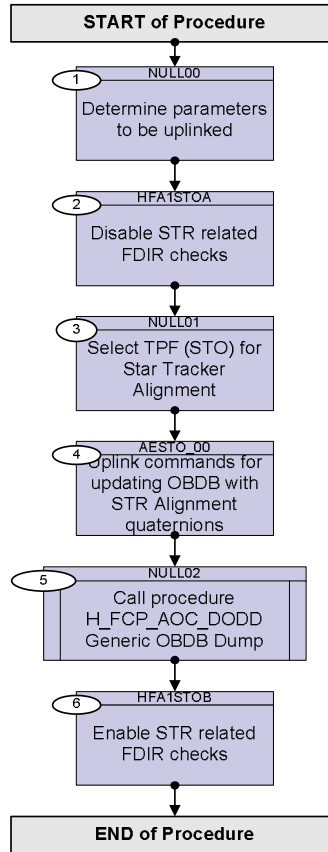 START of Procedure
NULL00
1
Determine parameters
to be uplinked
HFA1STOA
2
Disable STR related
FDIR checks
NULL01
3
Select TPF (STO) for
Star Tracker
Alignment
AESTO_00
4
Uplink commands for
updating OBDB with
STR Alignment
quaternions
NULL02
5
Call procedure
H_FCP_AOC_DODD
Generic OBDB Dump
HFA1STOB
6
Enable STR related
FDIR checks
END of Procedure